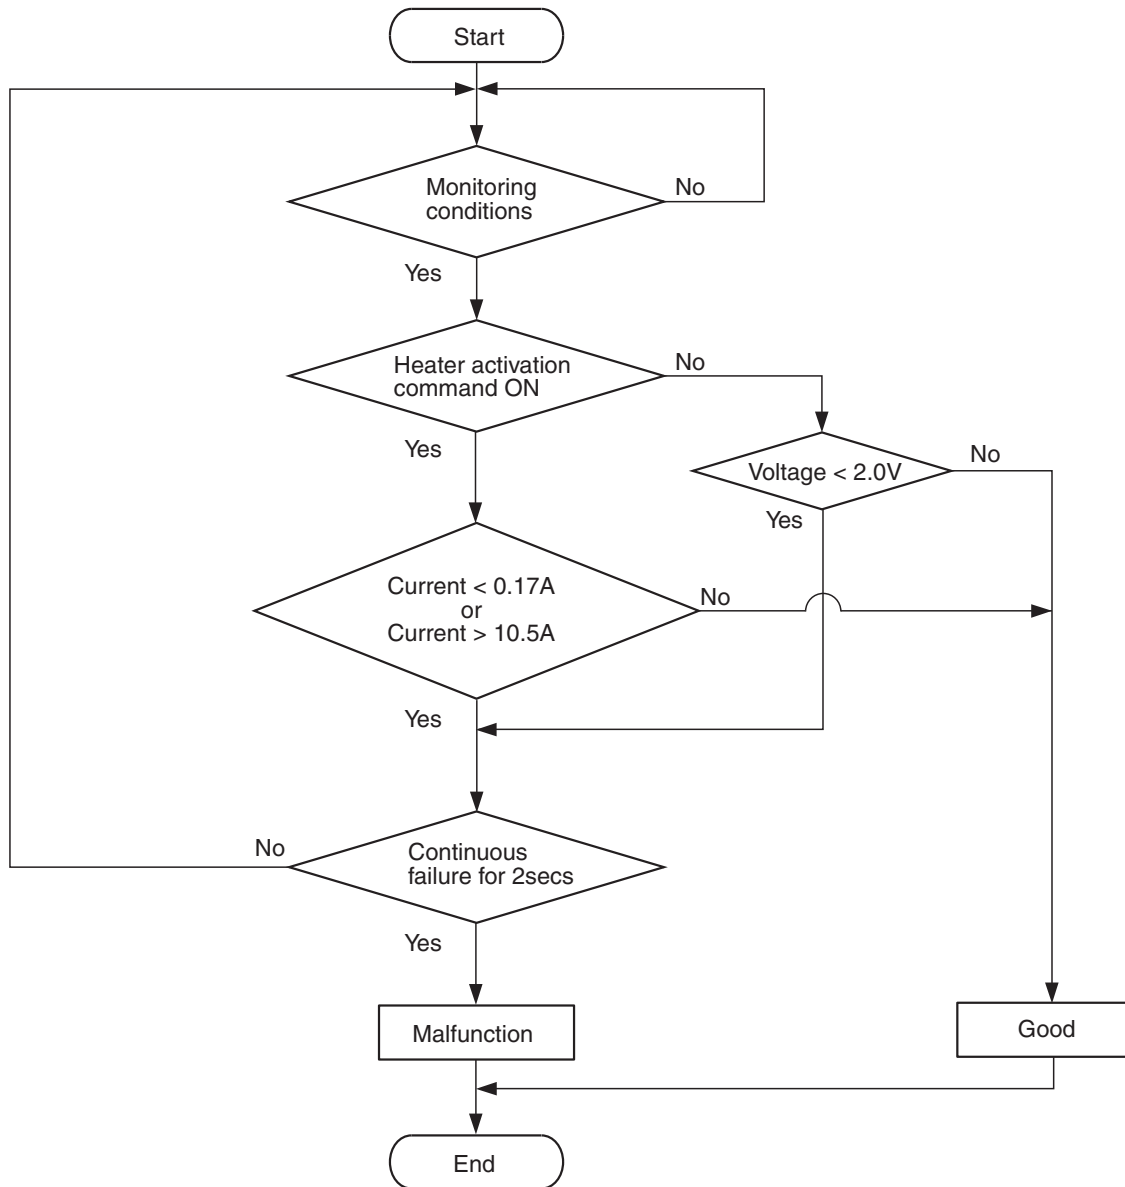 Start
Monitoring
conditions
No
Yes
Heater activation
command ON
No
Yes
Voltage < 2.0V
No
Yes
Current < 0.17A
or
Current > 10.5A
No
Yes
Continuous
failure for 2secs
No
Yes
Malfunction
Good
End